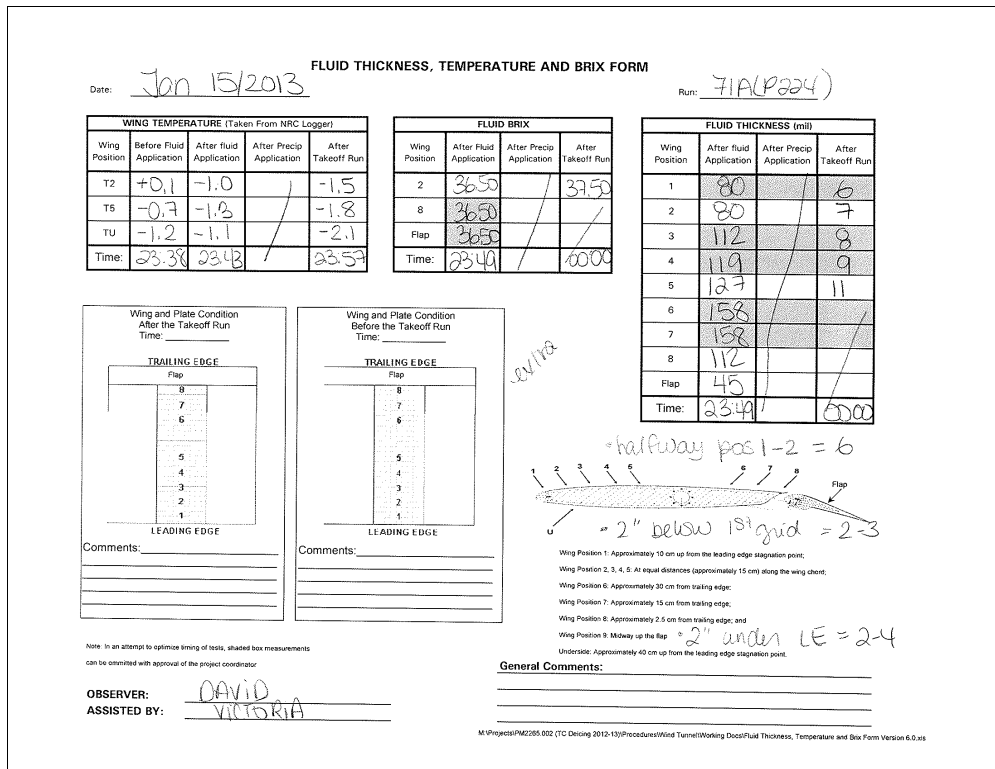 FLUID THICKNESS, TEMPERATURE AND BRIX FORM
Date: Jan 15/2013
Run: 71A(P224)
WING TEMPERATURE (Taken From NRC Logger)
Wing Position Before Fluid Application After fluid Application After Precip Application After Takeoff Run
T2 +0.1 -1.0 -1.5
T5 -0.7 -1.3 -1.8
TU -1.2 -1.1 -2.1
Time: 23:38 23:43 23:57
FLUID BRIX
Wing Position After Fluid Application After Precip Application After Takeoff Run
2 36.50 37.50
8 36.50
Flap 36.50
Time: 23:49 00:00
FLUID THICKNESS (mil)
Wing Position After fluid Application After Precip Application After Takeoff Run
1 80 6
2 80 7
3 112 8
4 119 9
5 127 11
6 158
7 158
8 112
Flap 45
Time: 23:49 00:00
Wing and Plate Condition
After the Takeoff Run
Time:
TRAILING EDGE
Flap
8
7
6
5
4
3
2
1
LEADING EDGE
Comments:
Wing and Plate Condition
Before the Takeoff Run
Time:
TRAILING EDGE
Flap
8
7
6
5
4
3
2
1
LEADING EDGE
Comments:
extra
halfway pos 1-2 = 6
1 2 3 4 5 6 7 8
Flap
U
2" below 1st grid = 2-3
Wing Position 1: Approximately 10 cm up from the leading edge stagnation point;
Wing Position 2, 3, 4, 5: At equal distances (approximately 15 cm) along the wing chord;
Wing Position 6: Approximately 30 cm from trailing edge;
Wing Position 7: Approximately 15 cm from trailing edge;
Wing Position 8: Approximately 2.5 cm from trailing edge; and
Wing Position 9: Midway up the flap
2" under LE = 2-4
Underside: Approximately 40 cm up from the leading edge stagnation point.
Note: In an attempt to optimize timing of tests, shaded box measurements
can be ommitted with approval of the project coordinator
General Comments:
OBSERVER: DAVID
ASSISTED BY: VICTORIA
M:\Projects\PM2265.002 (TC Deicing 2012-13)\Procedures\Wind Tunnel\Working Docs\Fluid Thickness, Temperature and Brix Form Version 6.0.xls